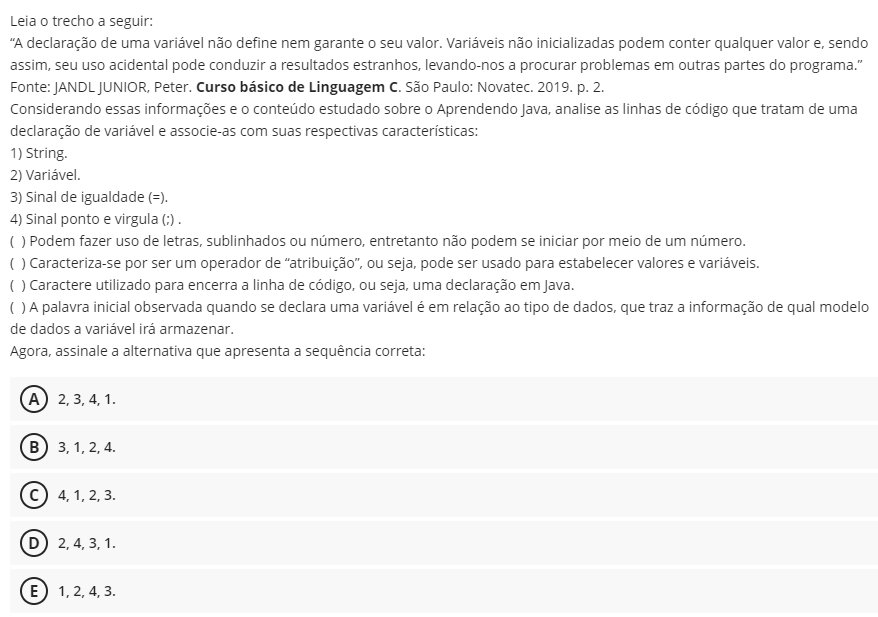 Leia o trecho a seguir:
“A declaração de uma variável não define nem garante o seu valor. Variáveis não inicializadas podem conter qualquer valor e, sendo
assim, seu uso acidental pode conduzir a resultados estranhos, levando-nos a procurar problemas em outras partes do programa.”
Fonte: JANDL JUNIOR, Peter. Curso básico de Linguagem C. São Paulo: Novatec. 2019. p. 2.
Considerando essas informações e o conteúdo estudado sobre o Aprendendo Java, analise as linhas de código que tratam de uma
declaração de variável e associe-as com suas respectivas características:
1) String.
2) Variável.
3) Sinal de igualdade (=).
4) Sinal ponto e virgula (;) .
( ) Podem fazer uso de letras, sublinhados ou número, entretanto não podem se iniciar por meio de um número.
( ) Caracteriza-se por ser um operador de “atribuição”, ou seja, pode ser usado para estabelecer valores e variáveis.
( ) Caractere utilizado para encerra a linha de código, ou seja, uma declaração em Java.
( ) A palavra inicial observada quando se declara uma variável é em relação ao tipo de dados, que traz a informação de qual modelo
de dados a variável irá armazenar.
Agora, assinale a alternativa que apresenta a sequência correta:
A 2, 3, 4, 1.
B 3, 1, 2, 4.
C 4, 1, 2, 3.
D 2, 4, 3, 1.
E 1, 2, 4, 3.